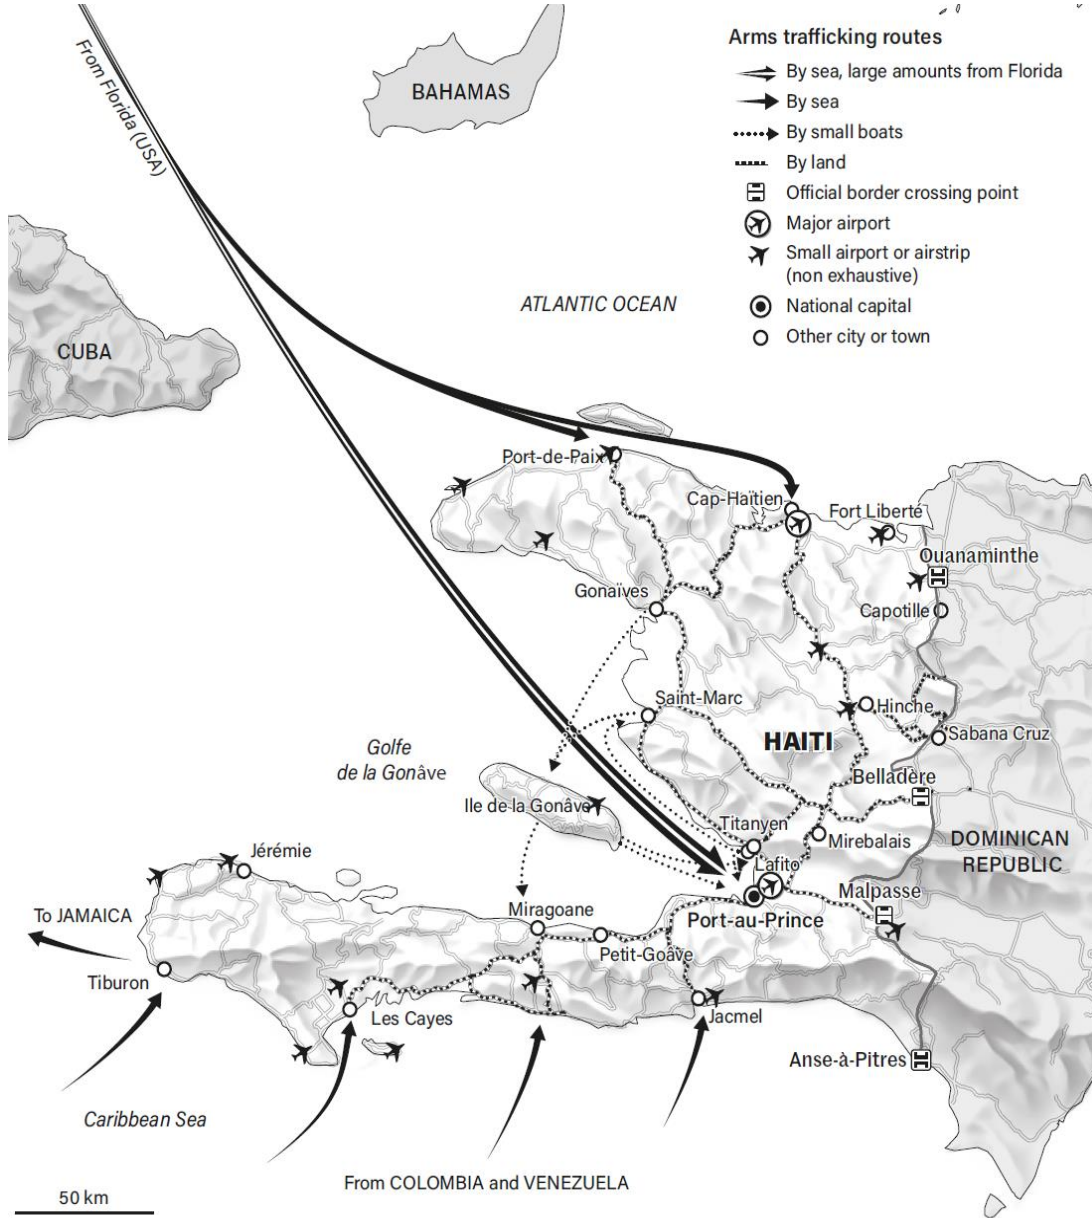 From Florida (USA)
BAHAMAS
Arms trafficking routes
By sea, large amounts from Florida
By sea
By small boats
By land
Official border crossing point
Major airport
Small airport or airstrip
(non exhaustive)
National capital
Other city or town
ATLANTIC OCEAN
CUBA
Port-de-Paix
Cap-Haïtien
Fort Liberté
Ouanaminthe
Gonaïves
Capotille
Saint-Marc
Hinche
HAITI
Sabana Cruz
Golfe
de la Gonâve
Belladère
Ile de la Gonâve
Titanyen
Mirebalais
DOMINICAN
REPUBLIC
Lafito
Jérémie
Malpasse
To JAMAICA
Miragoane
Port-au-Prince
Petit-Goâve
Tiburon
Les Cayes
Jacmel
Anse-à-Pitres
Caribbean Sea
From COLOMBIA and VENEZUELA
50 km